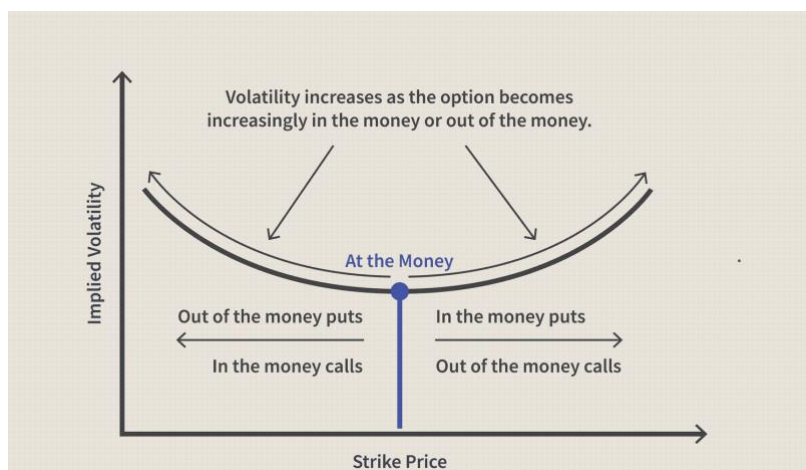 Volatility increases as the option becomes
increasingly in the money or out of the money.
Implied Volatility
At the Money
Out of the money puts
In the money puts
In the money calls
Out of the money calls
Strike Price